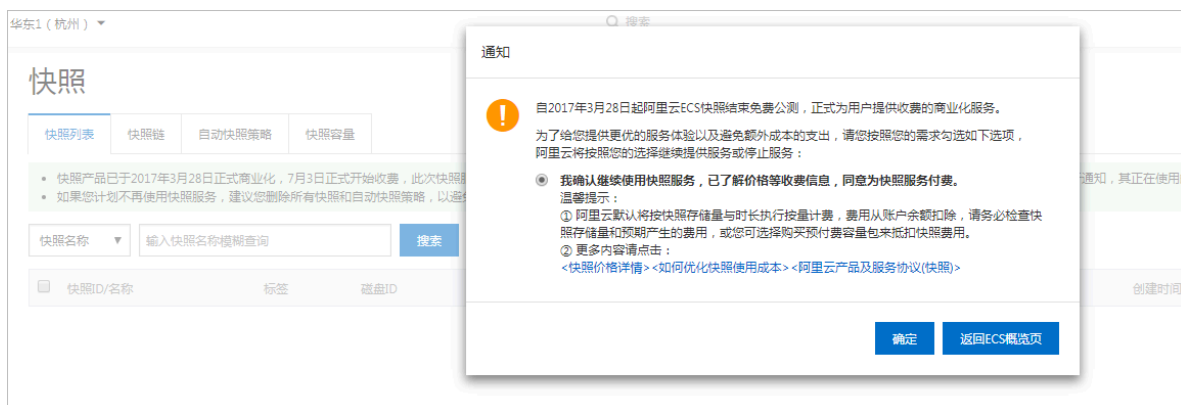 华东1（杭州）
搜索
快照
快照列表
快照链
自动快照策略
快照容量
• 快照产品已于2017年3月28日正式商业化，7月3日正式开始收费，此次快照
通知，其正在使用
• 如果您计划不再使用快照服务，建议您删除所有快照和自动快照策略，以避
快照名称
输入快照名称模糊查询
搜索
快照ID/名称
标签
磁盘ID
创建时间
通知
自2017年3月28日起阿里云ECS快照结束免费公测，正式为用户提供收费的商业化服务。
为了给您提供更优的服务体验以及避免额外成本的支出，请您按照您的需求勾选如下选项，
阿里云将按照您的选择继续提供服务或停止服务：
我确认继续使用快照服务，已了解价格等收费信息，同意为快照服务付费。
温馨提示：
① 阿里云默认将按快照存储量与时长执行按量计费，费用从账户余额扣除，请务必检查快
照存储量和预期产生的费用，或您可选择购买预付费容量包来抵扣快照费用。
② 更多内容请点击：
<快照价格详情><如何优化快照使用成本><阿里云产品及服务协议(快照)>
确定
返回ECS概览页